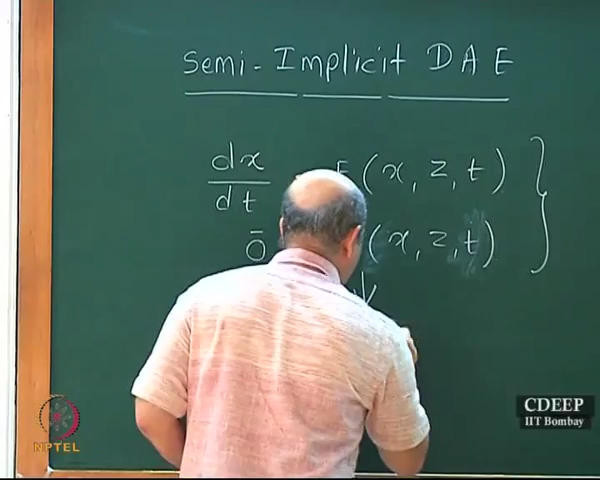 Semi-Implicit DAE
dx/dt F(x, z, t)
0̄ (x, z, t)
NPTEL
CDEEP
IIT Bombay